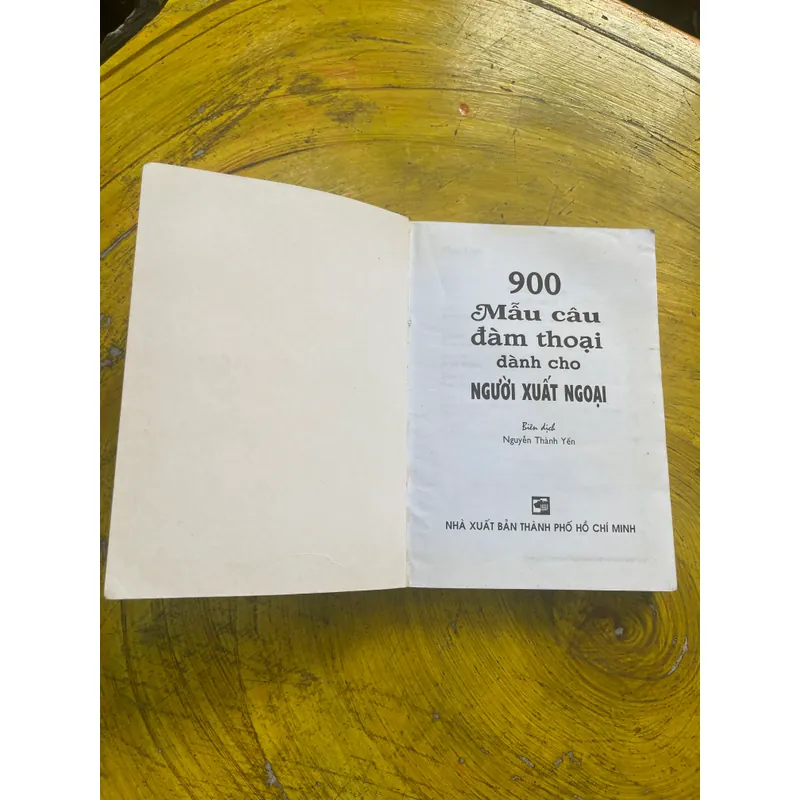 900
Mẫu câu
đàm thoại
dành cho
NGƯỜI XUẤT NGOẠI
Biên dịch
Nguyễn Thành Yến
NHÀ XUẤT BẢN THÀNH PHỐ HỒ CHÍ MINH